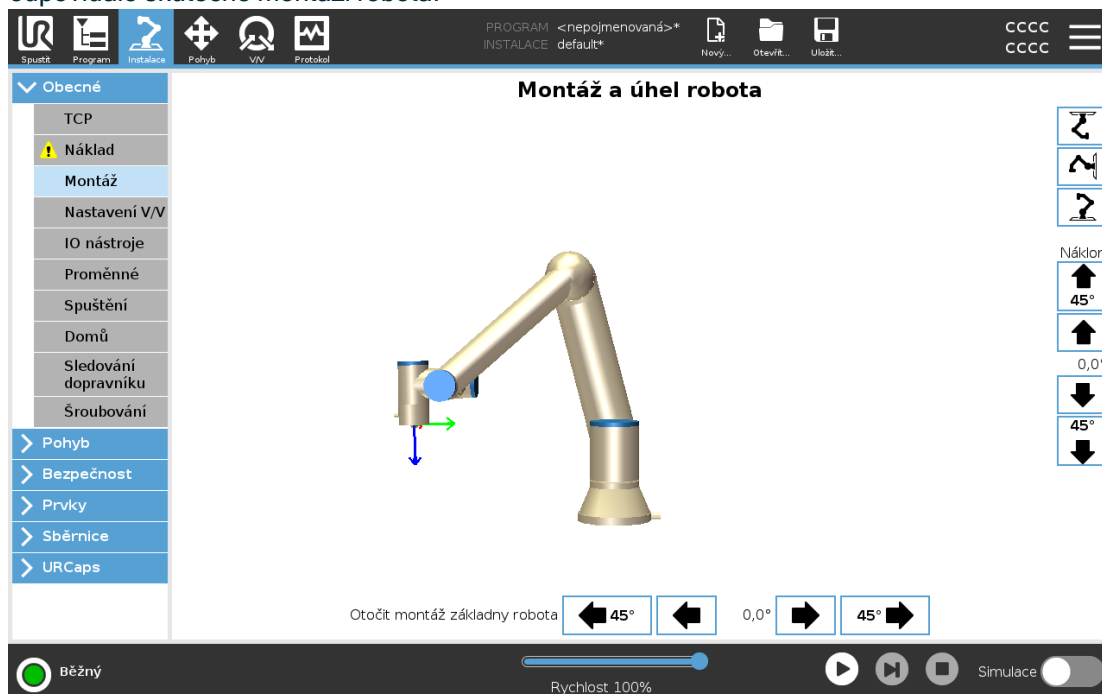 PROGRAM <nepojmenovaná>*
INSTALACE default*
Spustit Program Instalace Pohyb V/V Protokol
Nový... Otevřít... Uložit...
CCCC
CCCC
Obecné
TCP
Náklad
Montáž
Nastavení V/V
IO nástroje
Proměnné
Spuštění
Domů
Sledování
dopravníku
Šroubování
Pohyb
Bezpečnost
Prvky
Sběrnice
URCaps
Montáž a úhel robota
Náklon
45°
0,0°
45°
Otočit montáž základny robota 45° 0,0° 45°
Běžný
Rychlost 100%
Simulace